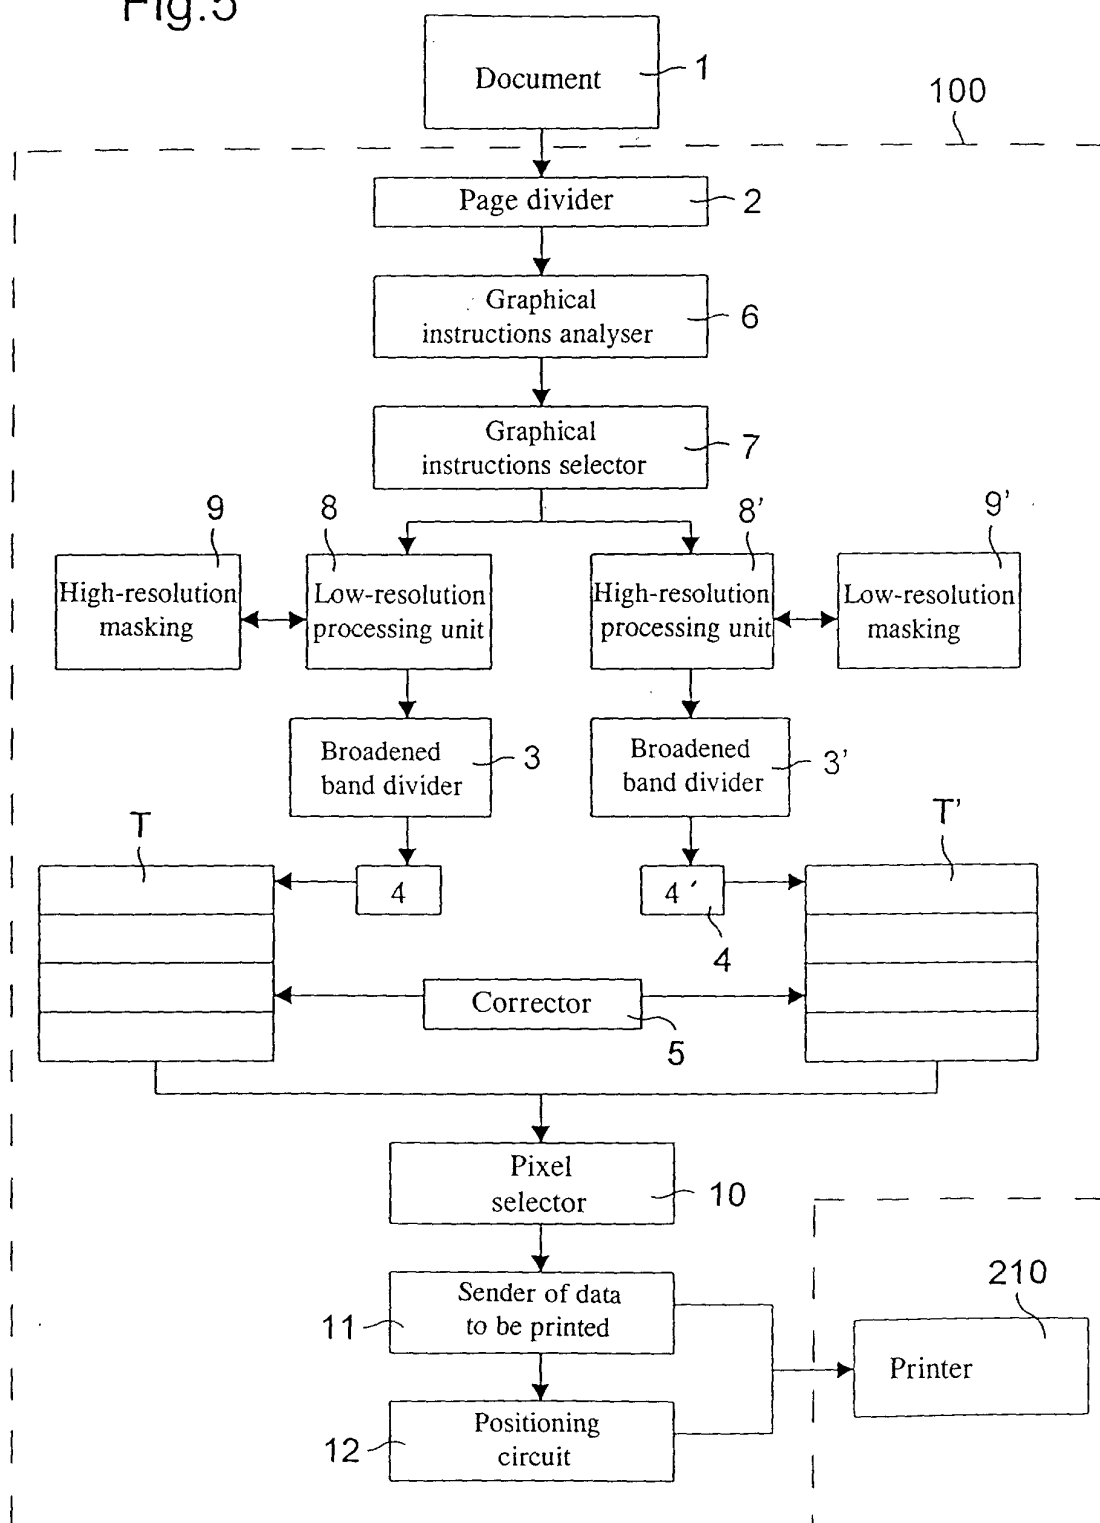 Fig.5
Document
1
100
Page divider
2
Graphical
instructions analyser
6
Graphical
instructions selector
7
9
8
8’
9’
High-resolution
masking
Low-resolution
processing unit
High-resolution
processing unit
Low-resolution
masking
Broadened
band divider
3
Broadened
band divider
3’
T
T’
4
4′
4
Corrector
5
Pixel
selector
10
Sender of data
to be printed
11
210
Printer
Positioning
circuit
12